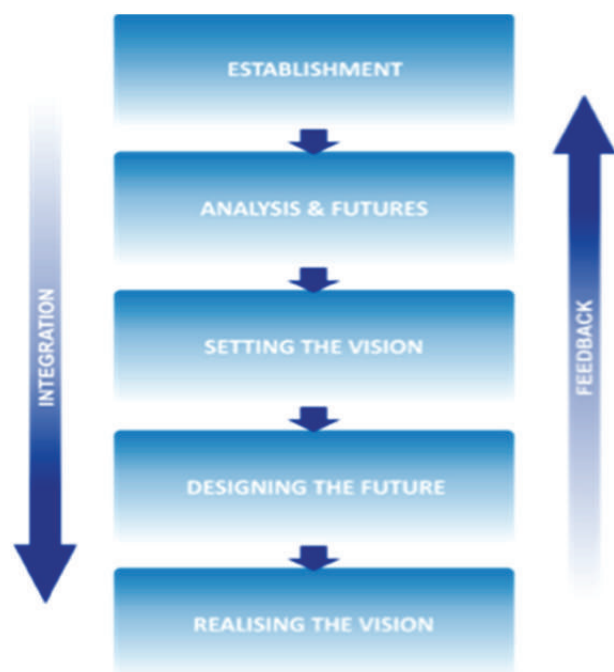 ESTABLISHMENT
ANALYSIS & FUTURES
SETTING THE VISION
DESIGNING THE FUTURE
REALISING THE VISION
INTEGRATION
FEEDBACK